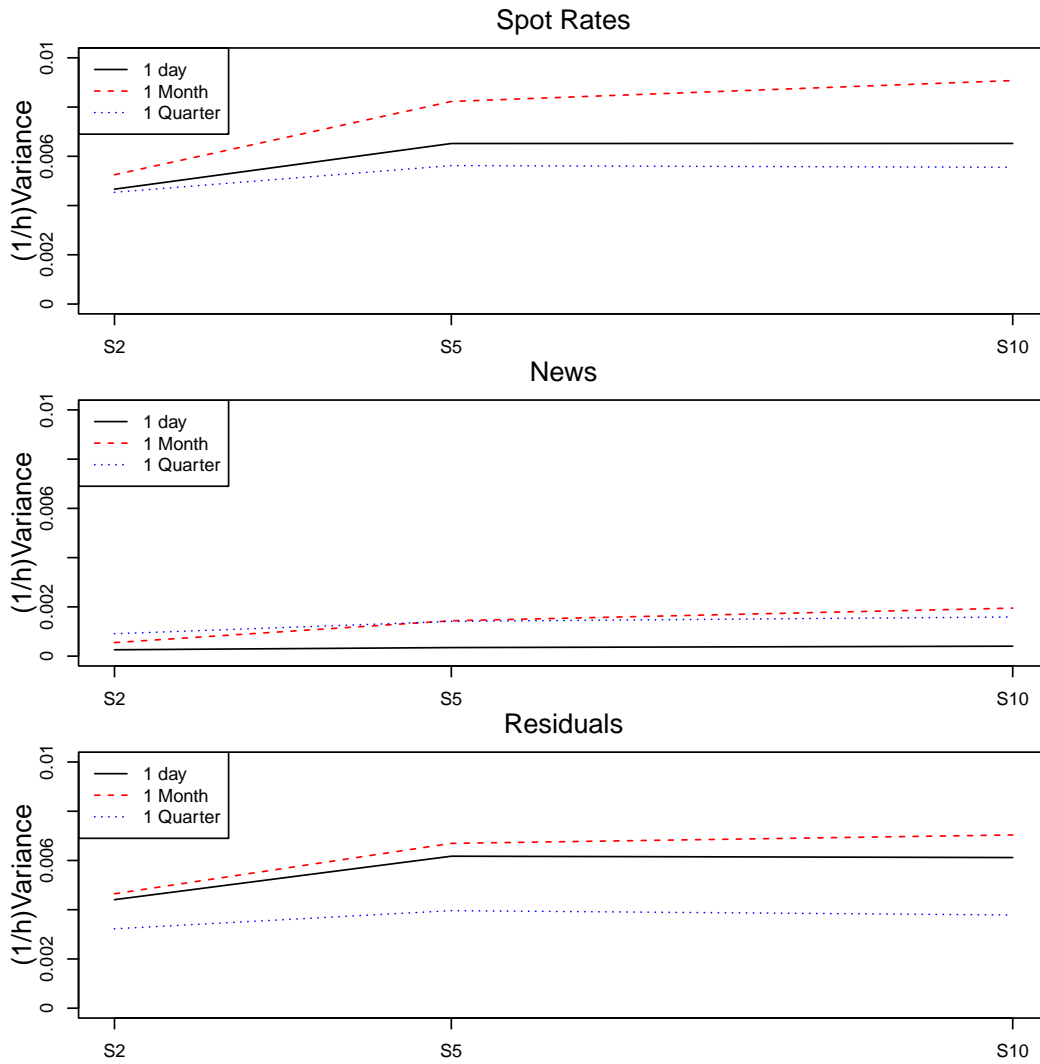 Spot Rates
(1/h)Variance
0.01
0.006
0.002
0
1 day
1 Month
1 Quarter
S2
S5
S10
News
(1/h)Variance
0.01
0.006
0.002
0
1 day
1 Month
1 Quarter
S2
S5
S10
Residuals
(1/h)Variance
0.01
0.006
0.002
0
1 day
1 Month
1 Quarter
S2
S5
S10